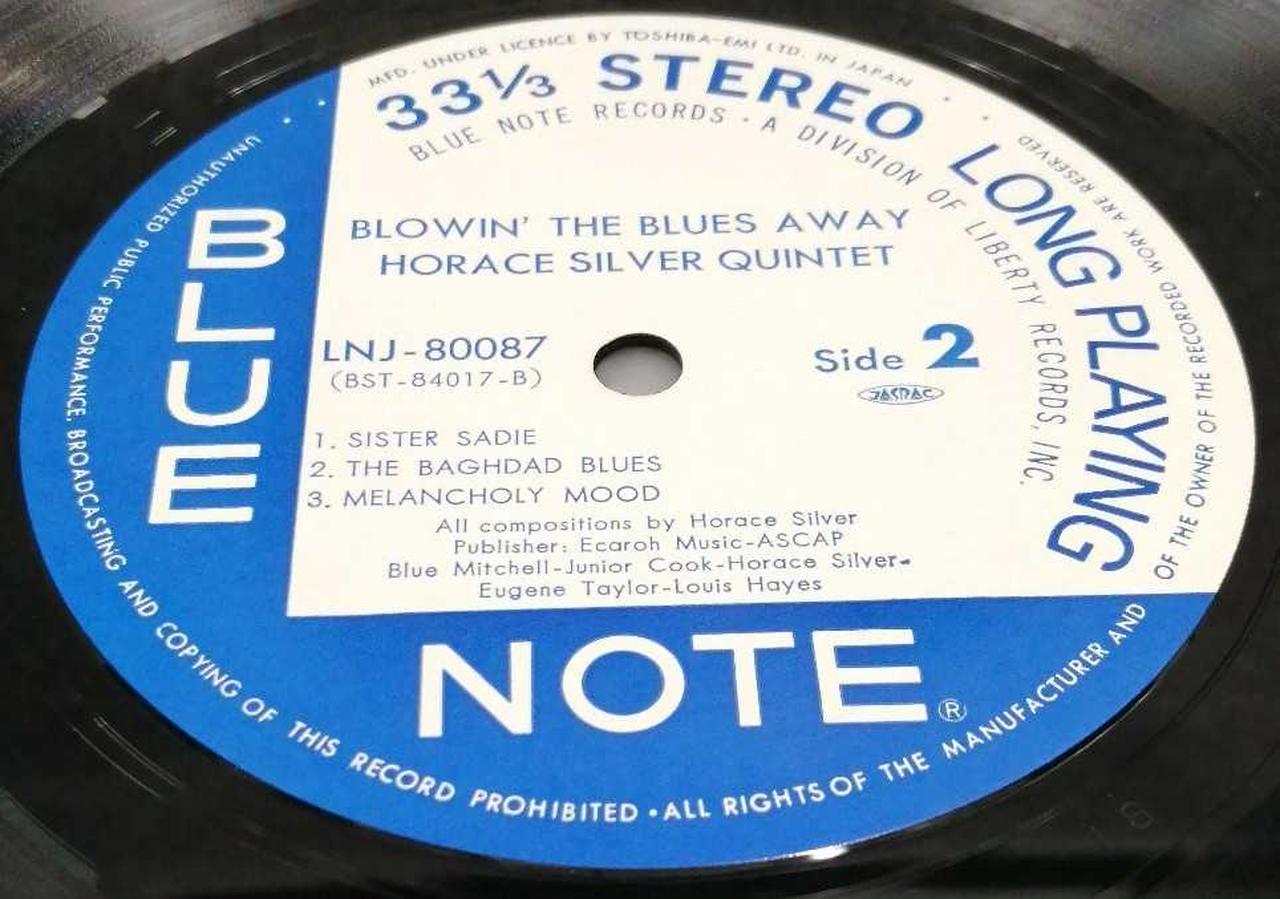 MFD. UNDER LICENCE BY TOSHIBA-EMI LTD. IN JAPAN
33⅓ STEREO LONG PLAYING
BLUE NOTE RECORDS · A DIVISION OF LIBERTY RECORDS, INC.
BLOWIN' THE BLUES AWAY
HORACE SILVER QUINTET
LNJ-80087
(BST-84017-B)
Side 2
JASRAC
1. SISTER SADIE
2. THE BAGHDAD BLUES
3. MELANCHOLY MOOD
All compositions by Horace Silver
Publisher: Ecaroh Music-ASCAP
Blue Mitchell-Junior Cook-Horace Silver-
Eugene Taylor-Louis Hayes
BLUE
NOTE®
UNAUTHORIZED PUBLIC PERFORMANCE, BROADCASTING AND COPYING OF THIS RECORD PROHIBITED · ALL RIGHTS OF THE MANUFACTURER AND OF THE OWNER OF THE RECORDED WORK ARE RESERVED